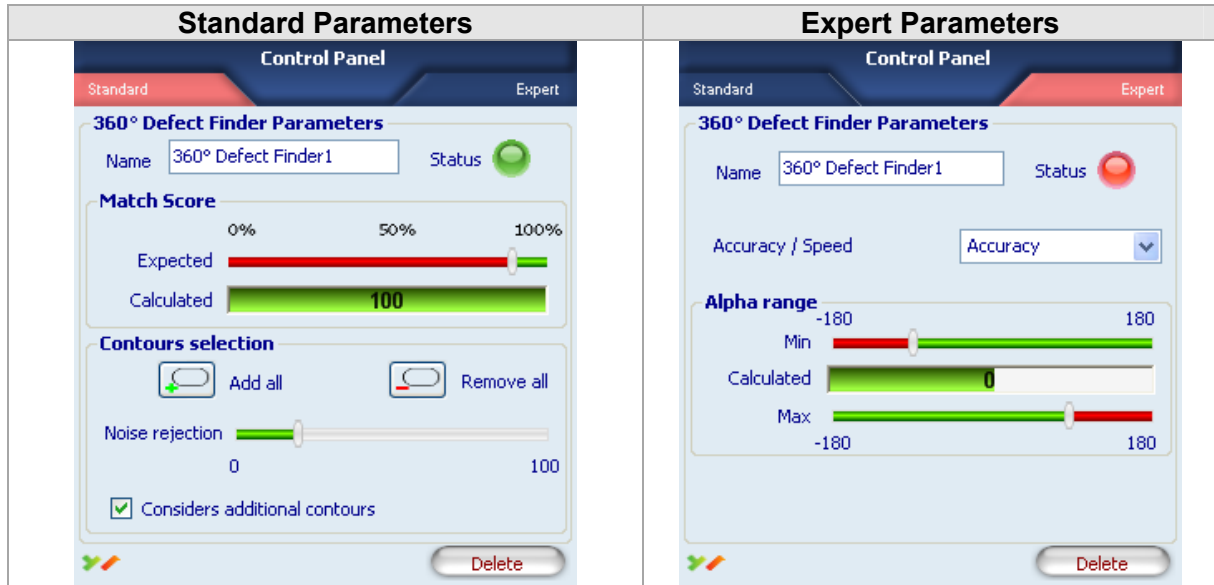 Standard Parameters
Control Panel
Standard Expert
360° Defect Finder Parameters
Name 360° Defect Finder1 Status
Match Score
0% 50% 100%
Expected
Calculated 100
Contours selection
Add all Remove all
Noise rejection
0 100
Considers additional contours
Delete
Expert Parameters
Control Panel
Standard Expert
360° Defect Finder Parameters
Name 360° Defect Finder1 Status
Accuracy / Speed Accuracy
Alpha range
-180 180
Min
Calculated 0
Max
-180 180
Delete